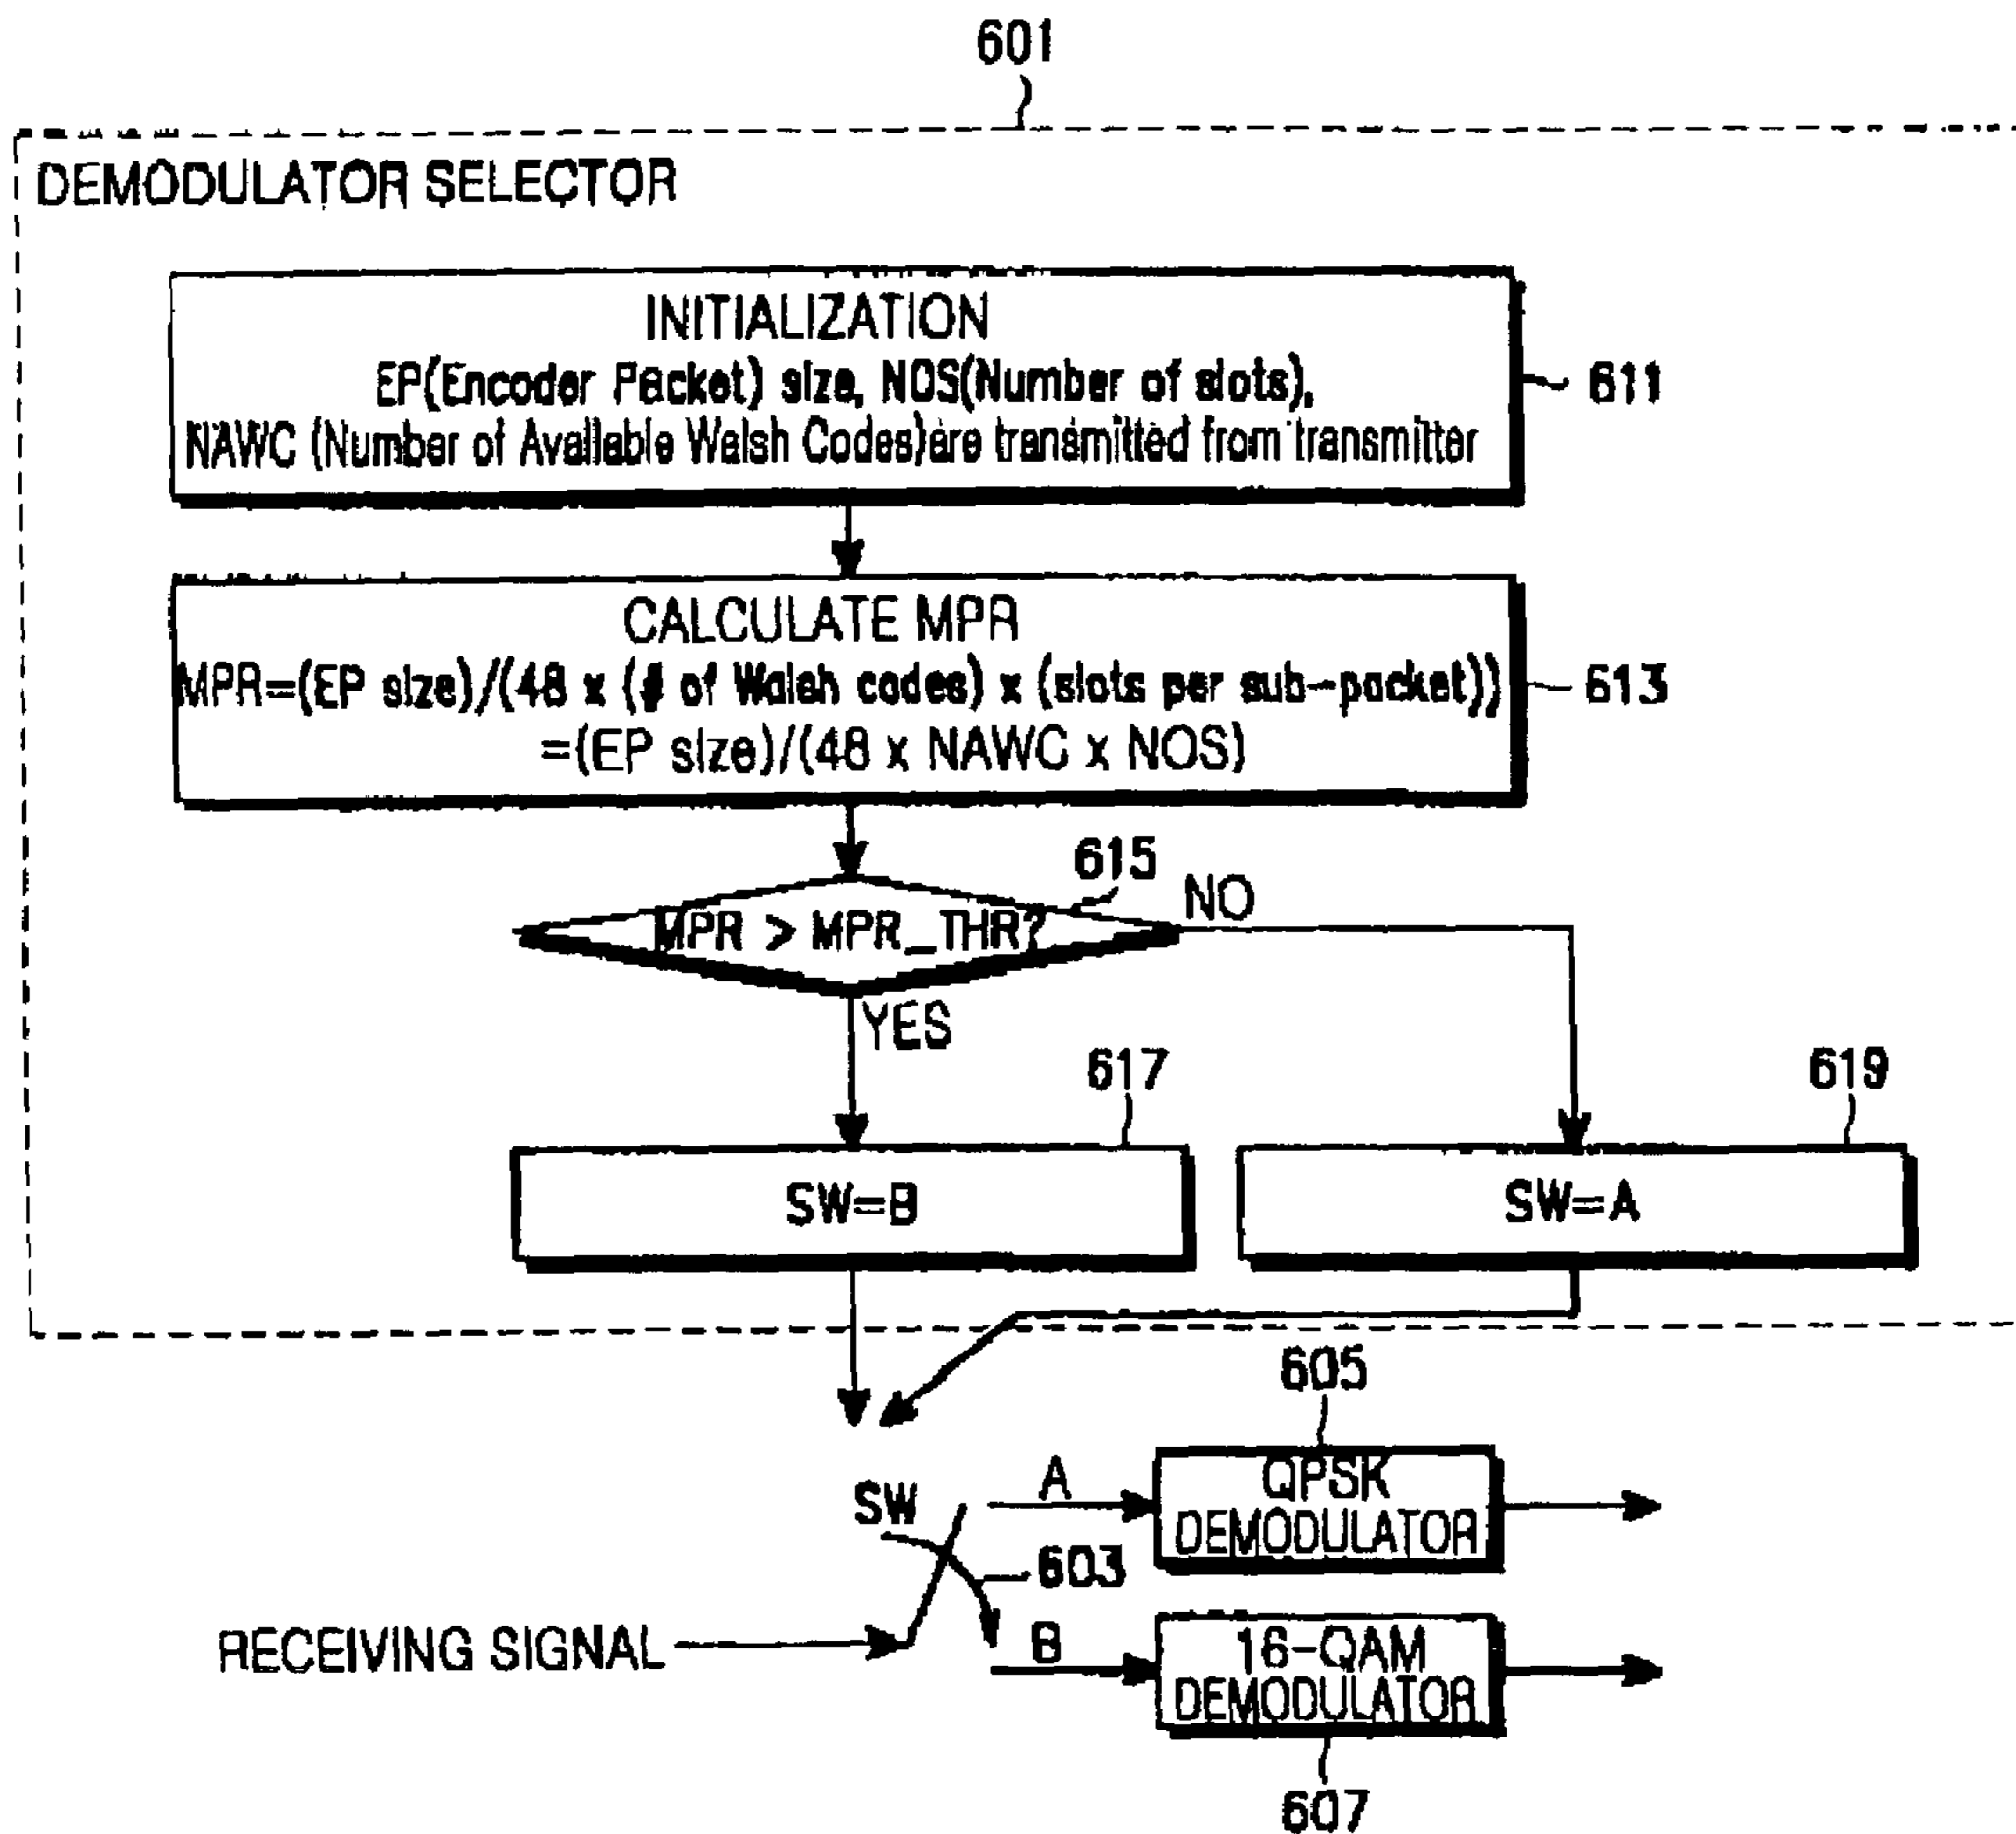 601
DEMODULATOR SELECTOR
INITIALIZATION
EP(Encoder Packet) size, NOS(Number of slots),
NAWC (Number of Available Walsh Codes)are transmitted from transmitter
611
CALCULATE MPR
MPR=(EP size)/(48 x (# of Walsh codes) x (slots per sub-packet))
=(EP size)/(48 x NAWC x NOS)
613
615
MPR > MPR_THR?
NO
YES
617
619
SW=B
SW=A
605
SW
A
QPSK
DEMODULATOR
603
RECEIVING SIGNAL
B
16-QAM
DEMODULATOR
607